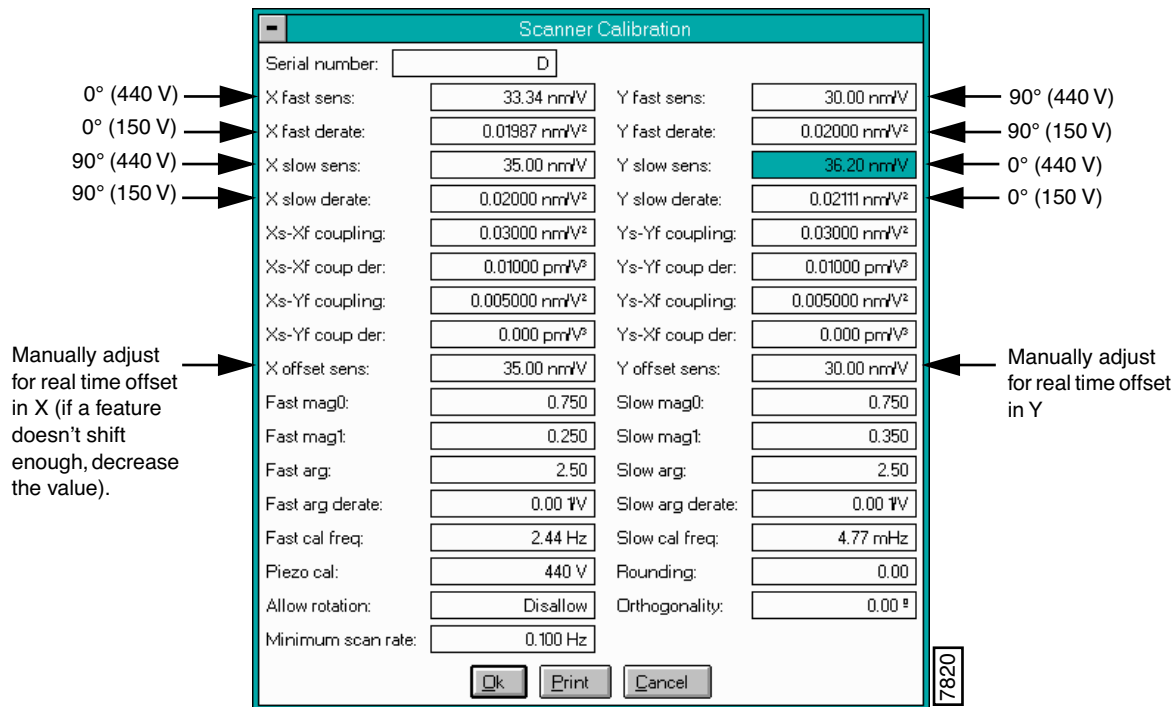 Scanner Calibration
Serial number: D
0° (440 V) X fast sens: 33.34 nm/V Y fast sens: 30.00 nm/V 90° (440 V)
0° (150 V) X fast derate: 0.01987 nm/V² Y fast derate: 0.02000 nm/V² 90° (150 V)
90° (440 V) X slow sens: 35.00 nm/V Y slow sens: 36.20 nm/V 0° (440 V)
90° (150 V) X slow derate: 0.02000 nm/V² Y slow derate: 0.02111 nm/V² 0° (150 V)
Xs-Xf coupling: 0.03000 nm/V² Ys-Yf coupling: 0.03000 nm/V²
Xs-Xf coup der: 0.01000 pm/V³ Ys-Yf coup der: 0.01000 pm/V³
Xs-Yf coupling: 0.005000 nm/V² Ys-Xf coupling: 0.005000 nm/V²
Xs-Yf coup der: 0.000 pm/V³ Ys-Xf coup der: 0.000 pm/V³
X offset sens: 35.00 nm/V Y offset sens: 30.00 nm/V
Manually adjust
for real time offset
in X (if a feature
doesn't shift
enough, decrease
the value).
Manually adjust
for real time offset
in Y
Fast mag0: 0.750 Slow mag0: 0.750
Fast mag1: 0.250 Slow mag1: 0.350
Fast arg: 2.50 Slow arg: 2.50
Fast arg derate: 0.00 1/V Slow arg derate: 0.00 1/V
Fast cal freq: 2.44 Hz Slow cal freq: 4.77 mHz
Piezo cal: 440 V Rounding: 0.00
Allow rotation: Disallow Orthogonality: 0.00 º
Minimum scan rate: 0.100 Hz
Ok Print Cancel
7820